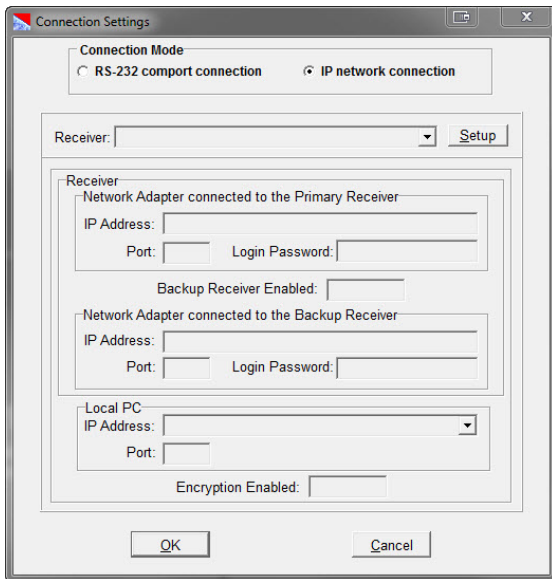 Connection Settings
X
Connection Mode
RS-232 comport connection IP network connection
Receiver: Setup
Receiver
Network Adapter connected to the Primary Receiver
IP Address:
Port: Login Password:
Backup Receiver Enabled:
Network Adapter connected to the Backup Receiver
IP Address:
Port: Login Password:
Local PC
IP Address:
Port:
Encryption Enabled:
OK Cancel